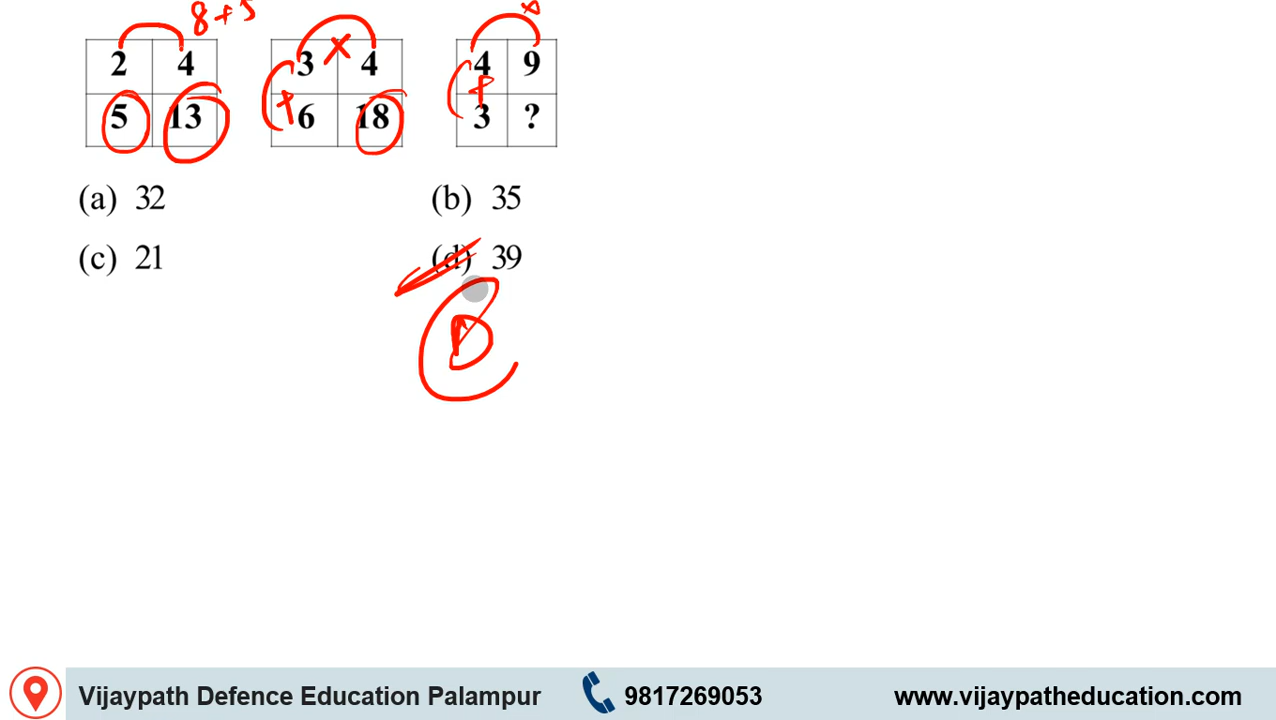 8+5
2 4 3 × 4 4 × 9
5 13 + 6 18 + 3 ?
(a) 32 (b) 35
(c) 21 (d) 39
D
Vijaypath Defence Education Palampur 9817269053 www.vijaypatheducation.com